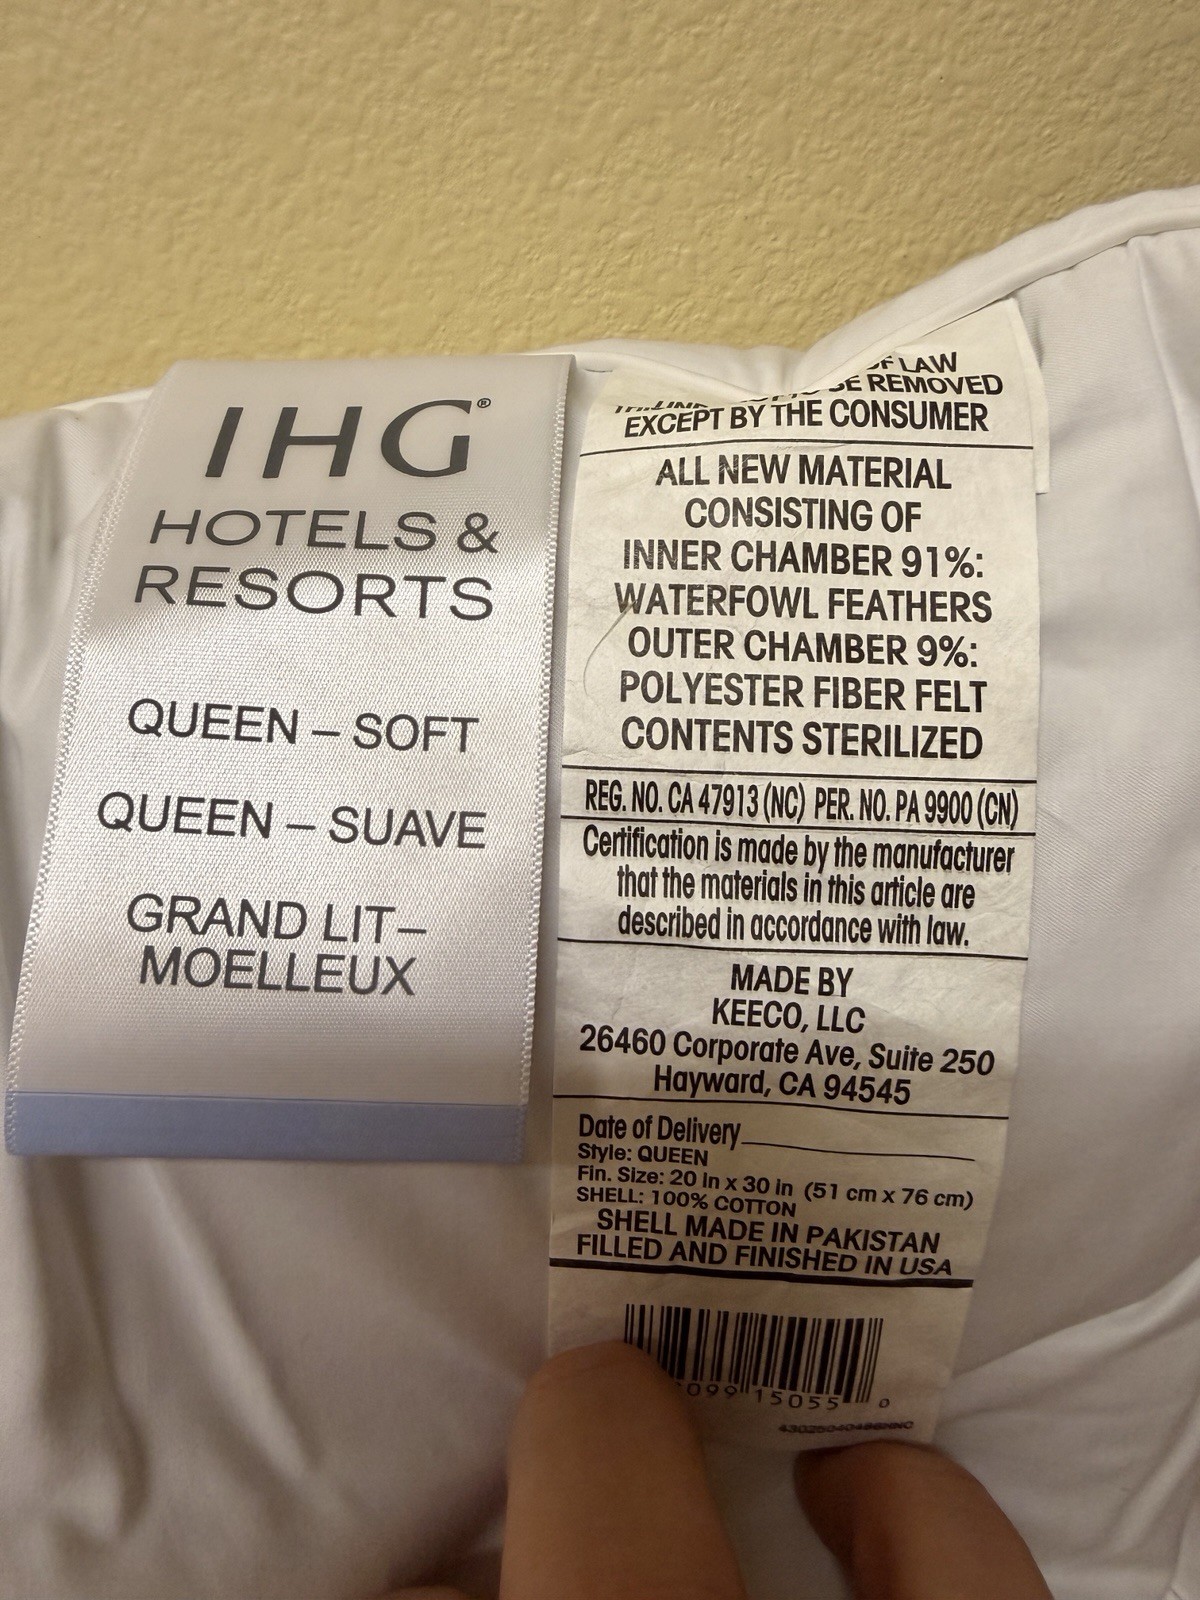 IHG®
HOTELS &
RESORTS
QUEEN – SOFT
QUEEN – SUAVE
GRAND LIT–
MOELLEUX
OF LAW
BE REMOVED
EXCEPT BY THE CONSUMER
ALL NEW MATERIAL
CONSISTING OF
INNER CHAMBER 91%:
WATERFOWL FEATHERS
OUTER CHAMBER 9%:
POLYESTER FIBER FELT
CONTENTS STERILIZED
REG. NO. CA 47913 (NC) PER. NO. PA 9900 (CN)
Certification is made by the manufacturer
that the materials in this article are
described in accordance with law.
MADE BY
KEECO, LLC
26460 Corporate Ave, Suite 250
Hayward, CA 94545
Date of Delivery
Style: QUEEN
Fin. Size: 20 in x 30 in (51 cm x 76 cm)
SHELL: 100% COTTON
SHELL MADE IN PAKISTAN
FILLED AND FINISHED IN USA
099 15055 0